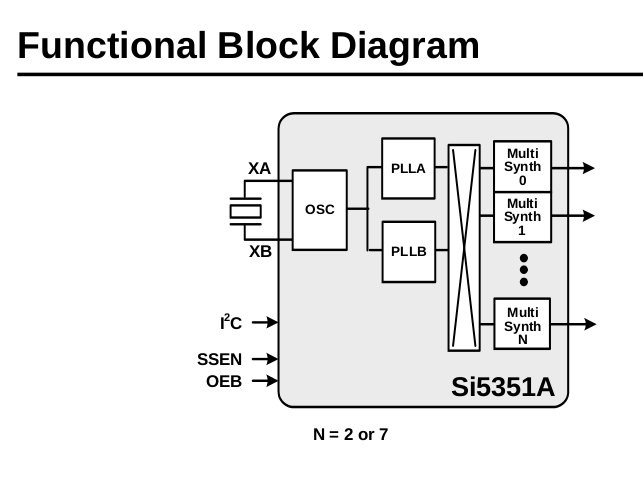 Functional Block Diagram
XA
OSC
XB
PLLA
PLLB
Multi
Synth
0
Multi
Synth
1
Multi
Synth
N
I²C
SSEN
OEB
Si5351A
N = 2 or 7